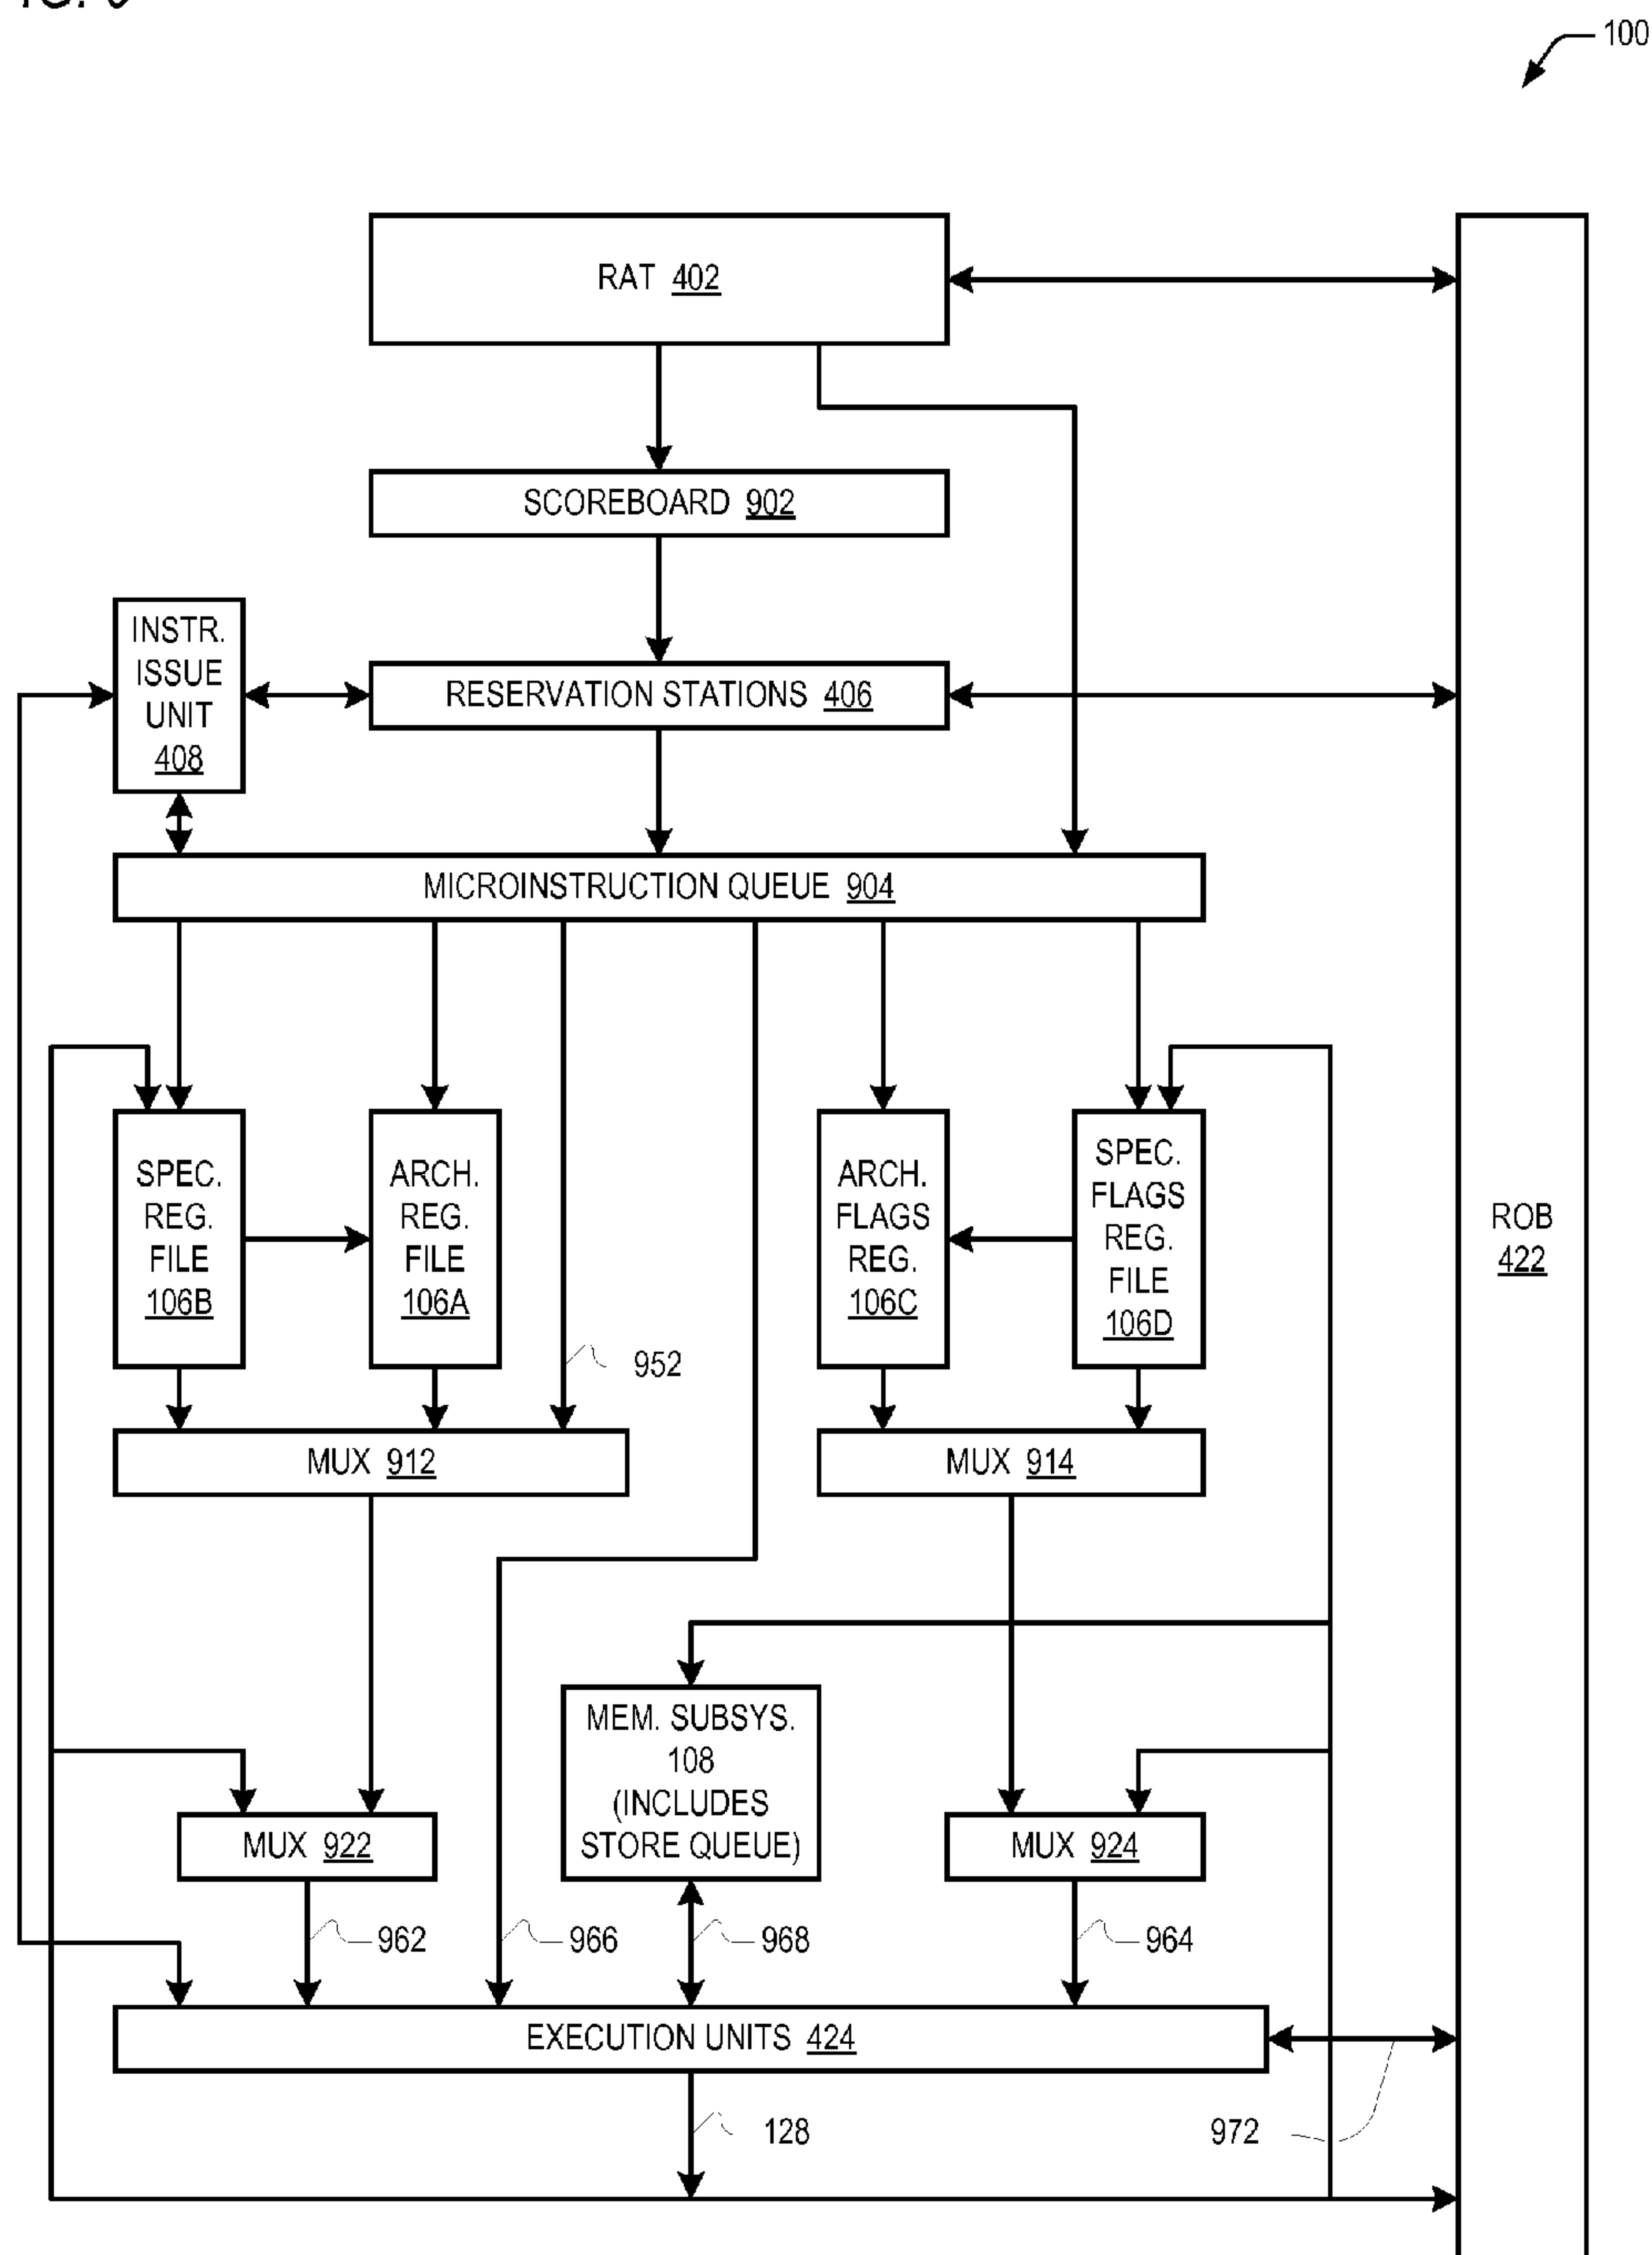 100
RAT 402
SCOREBOARD 902
INSTR.
ISSUE
UNIT
408
RESERVATION STATIONS 406
MICROINSTRUCTION QUEUE 904
SPEC.
REG.
FILE
106B
ARCH.
REG.
FILE
106A
ARCH.
FLAGS
REG.
106C
SPEC.
FLAGS
REG.
FILE
106D
ROB
422
952
MUX 912
MUX 914
MEM. SUBSYS.
108
(INCLUDES
STORE QUEUE)
MUX 922
MUX 924
962
966
968
964
EXECUTION UNITS 424
128
972